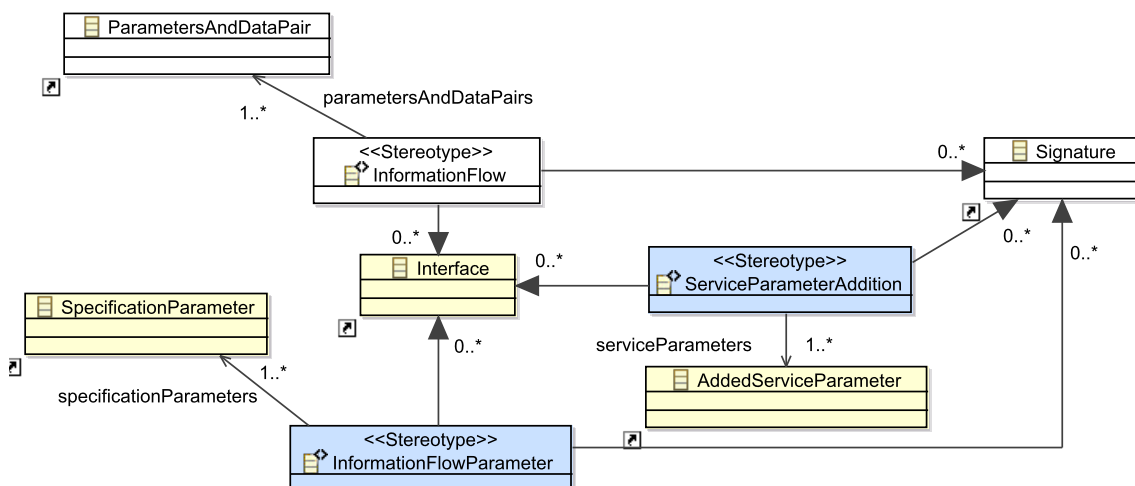 ParametersAndDataPair
parametersAndDataPairs
1..*
<<Stereotype>>
InformationFlow
0..*
Signature
0..*
Interface
0..*
<<Stereotype>>
ServiceParameterAddition
0..*
0..*
SpecificationParameter
0..*
serviceParameters
1..*
1..*
AddedServiceParameter
specificationParameters
<<Stereotype>>
InformationFlowParameter